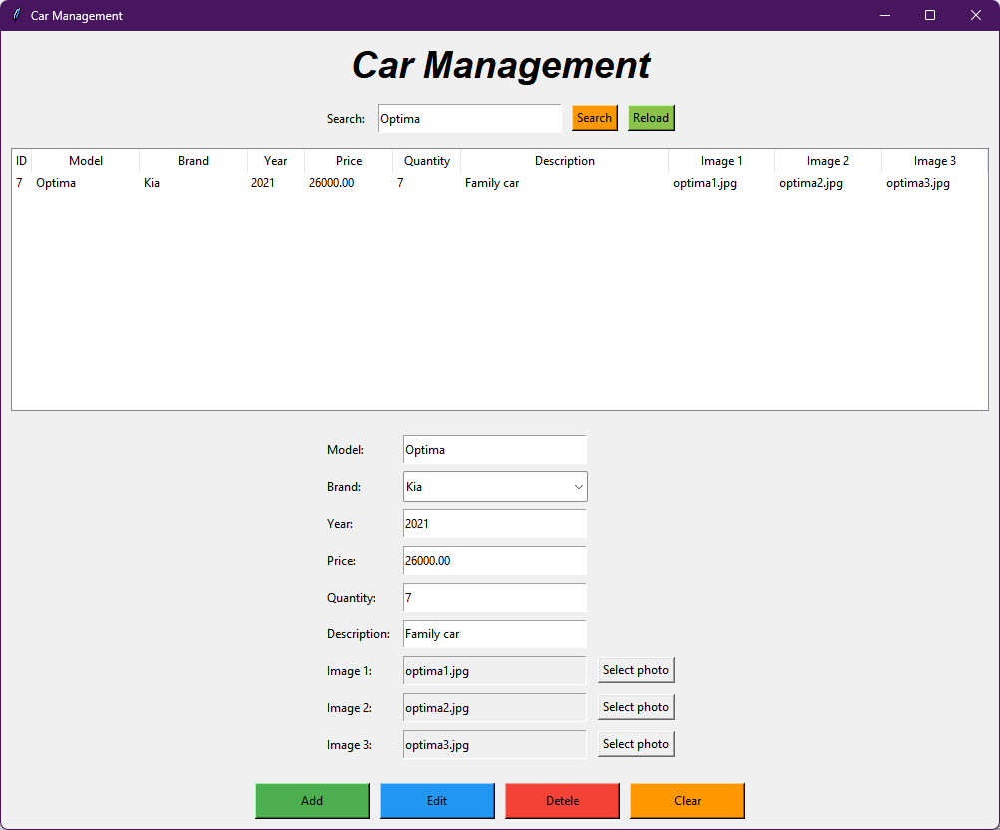 Car Management
Car Management
Search: Optima Search Reload
ID Model Brand Year Price Quantity Description Image 1 Image 2 Image 3
7 Optima Kia 2021 26000.00 7 Family car optima1.jpg optima2.jpg optima3.jpg
Model: Optima
Brand: Kia
Year: 2021
Price: 26000.00
Quantity: 7
Description: Family car
Image 1: optima1.jpg Select photo
Image 2: optima2.jpg Select photo
Image 3: optima3.jpg Select photo
Add Edit Detele Clear